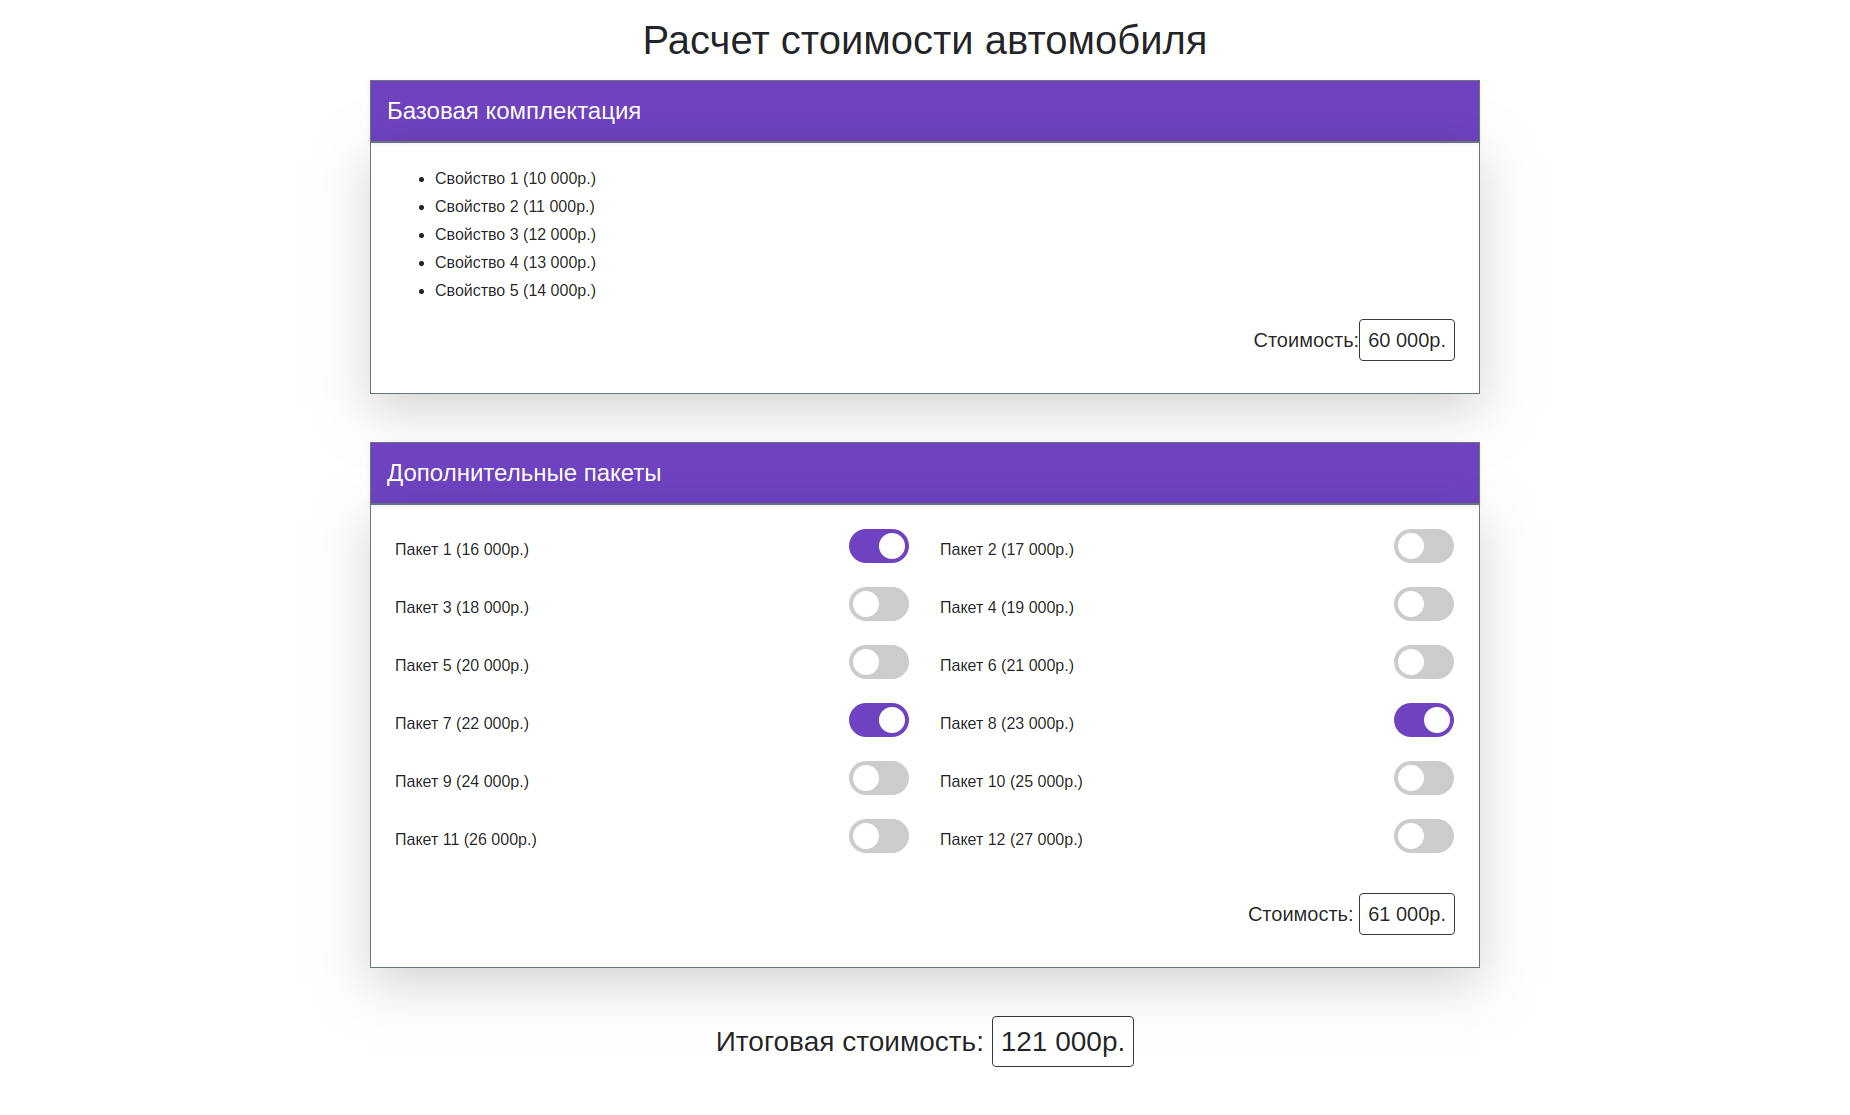 Расчет стоимости автомобиля
Базовая комплектация
Свойство 1 (10 000р.)
Свойство 2 (11 000р.)
Свойство 3 (12 000р.)
Свойство 4 (13 000р.)
Свойство 5 (14 000р.)
Стоимость: 60 000р.
Дополнительные пакеты
Пакет 1 (16 000р.) Пакет 2 (17 000р.)
Пакет 3 (18 000р.) Пакет 4 (19 000р.)
Пакет 5 (20 000р.) Пакет 6 (21 000р.)
Пакет 7 (22 000р.) Пакет 8 (23 000р.)
Пакет 9 (24 000р.) Пакет 10 (25 000р.)
Пакет 11 (26 000р.) Пакет 12 (27 000р.)
Стоимость: 61 000р.
Итоговая стоимость: 121 000р.